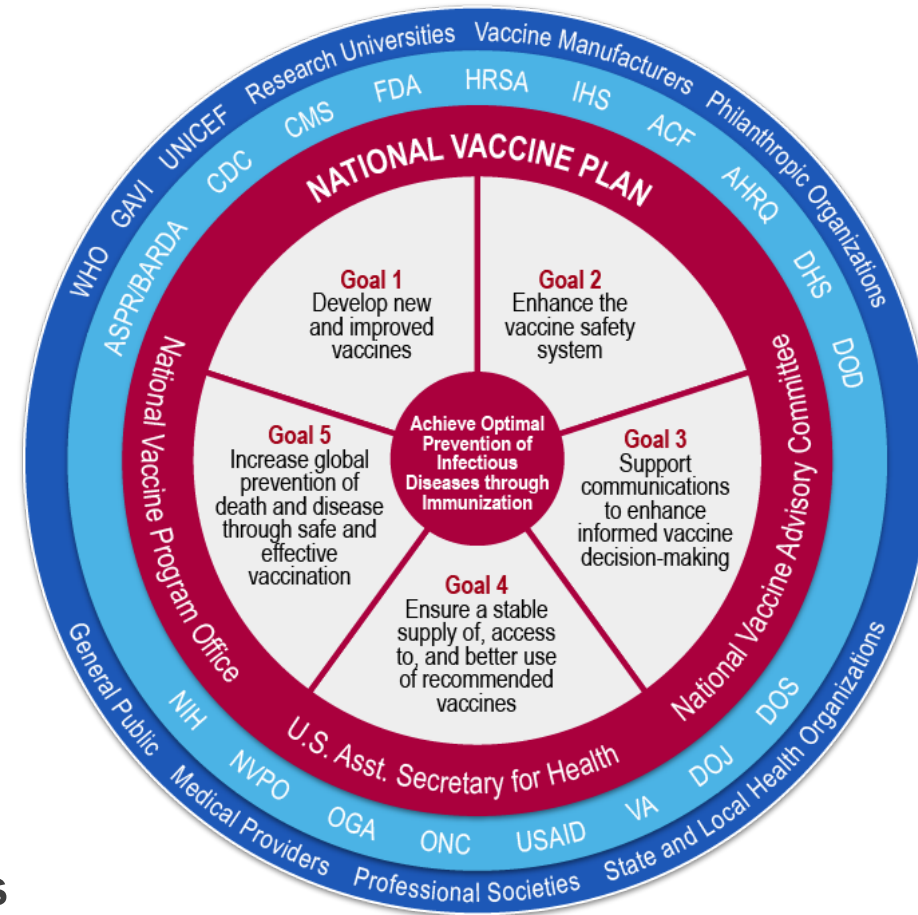 WHO
GAVI
UNICEF
Research Universities
Vaccine Manufacturers
Philanthropic Organizations
ASPR/BARDA
CDC
CMS
FDA
HRSA
IHS
ACF
AHRQ
DHS
DOD
NATIONAL VACCINE PLAN
Goal 1
Develop new
and improved
vaccines
Goal 2
Enhance the
vaccine safety
system
Achieve Optimal
Prevention of
Infectious
Diseases through
Immunization
Goal 3
Support
communications
to enhance
informed vaccine
decision-making
Goal 4
Ensure a stable
supply of, access
to, and better use
of recommended
vaccines
Goal 5
Increase global
prevention of
death and disease
through safe and
effective
vaccination
National Vaccine Program Office
U.S. Asst. Secretary for Health
National Vaccine Advisory Committee
NIH
NVPO
OGA
ONC
USAID
VA
DOJ
DOS
General Public
Medical Providers
Professional Societies
State and Local Health Organizations
s